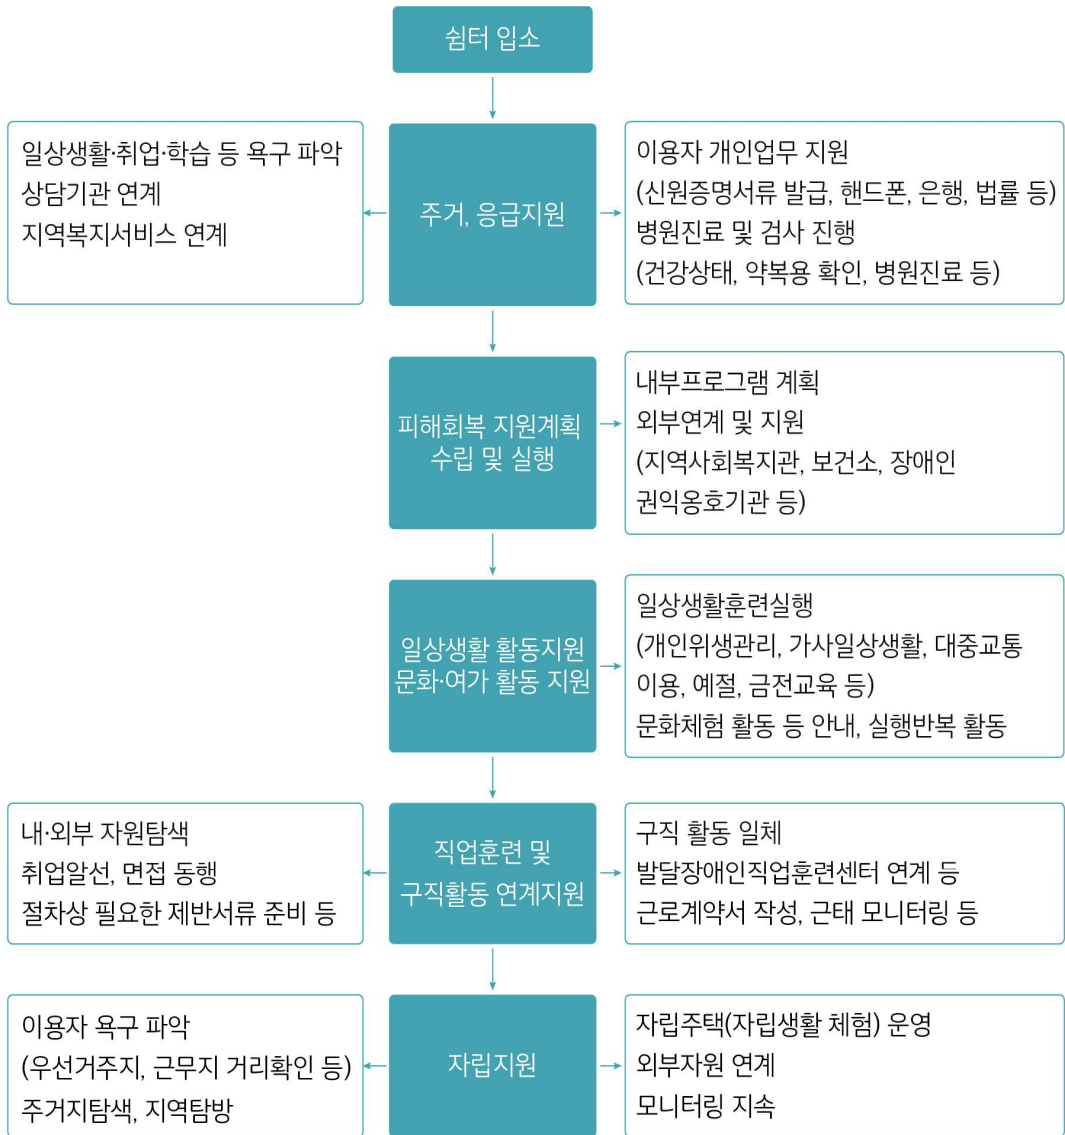 쉼터 입소
일상생활·취업·학습 등 욕구 파악
상담기관 연계
지역복지서비스 연계
주거, 응급지원
이용자 개인업무 지원
(신원증명서류 발급, 핸드폰, 은행, 법률 등)
병원진료 및 검사 진행
(건강상태, 약복용 확인, 병원진료 등)
피해회복 지원계획
수립 및 실행
내부프로그램 계획
외부연계 및 지원
(지역사회복지관, 보건소, 장애인
권익옹호기관 등)
일상생활 활동지원
문화·여가 활동 지원
일상생활훈련실행
(개인위생관리, 가사일상생활, 대중교통
이용, 예절, 금전교육 등)
문화체험 활동 등 안내, 실행반복 활동
내·외부 자원탐색
취업알선, 면접 동행
절차상 필요한 제반서류 준비 등
직업훈련 및
구직활동 연계지원
구직 활동 일체
발달장애인직업훈련센터 연계 등
근로계약서 작성, 근태 모니터링 등
이용자 욕구 파악
(우선거주지, 근무지 거리확인 등)
주거지탐색, 지역탐방
자립지원
자립주택(자립생활 체험) 운영
외부자원 연계
모니터링 지속